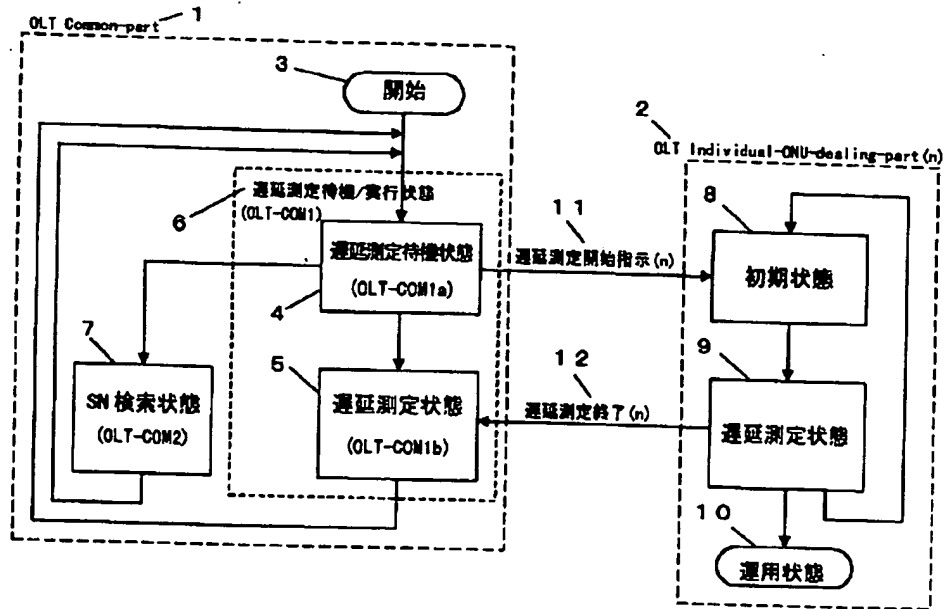 OLT Common-part
1
3
開始
2
OLT Individual-ONU-dealing-part(n)
6
遅延測定待機/実行状態
(OLT-COM1)
11
8
遅延測定待機状態
(OLT-COM1a)
遅延測定開始指示(n)
初期状態
4
7
5
12
9
SN検索状態
(OLT-COM2)
遅延測定状態
(OLT-COM1b)
遅延測定終了(n)
遅延測定状態
10
運用状態